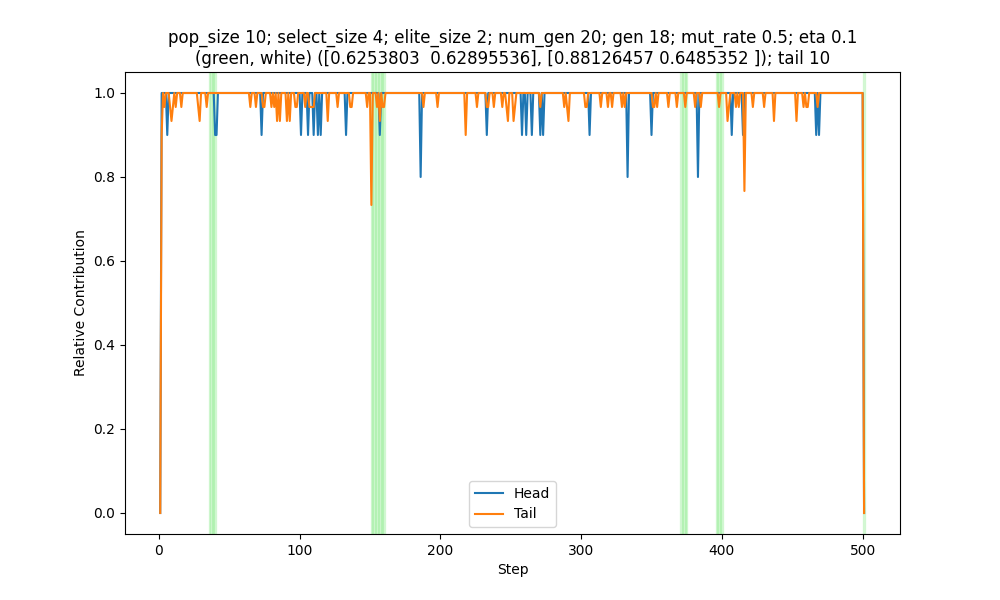 pop_size 10; select_size 4; elite_size 2; num_gen 20; gen 18; mut_rate 0.5; eta 0.1
(green, white) ([0.6253803  0.62895536], [0.88126457 0.6485352 ]); tail 10
1.0
0.8
0.6
0.4
0.2
0.0
Relative Contribution
Head
Tail
0
100
200
300
400
500
Step